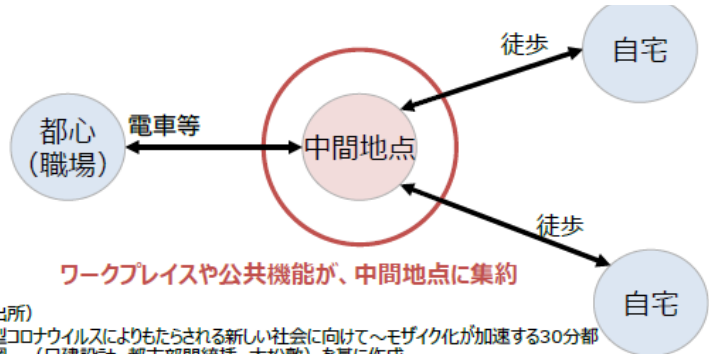 徒歩
自宅
都心
(職場)
電車等
中間地点
徒歩
自宅
ワークプレイスや公共機能が、中間地点に集約
出所)
型コロナウイルスによりもたらされる新しい社会に向けて～モザイク化が加速する30分都